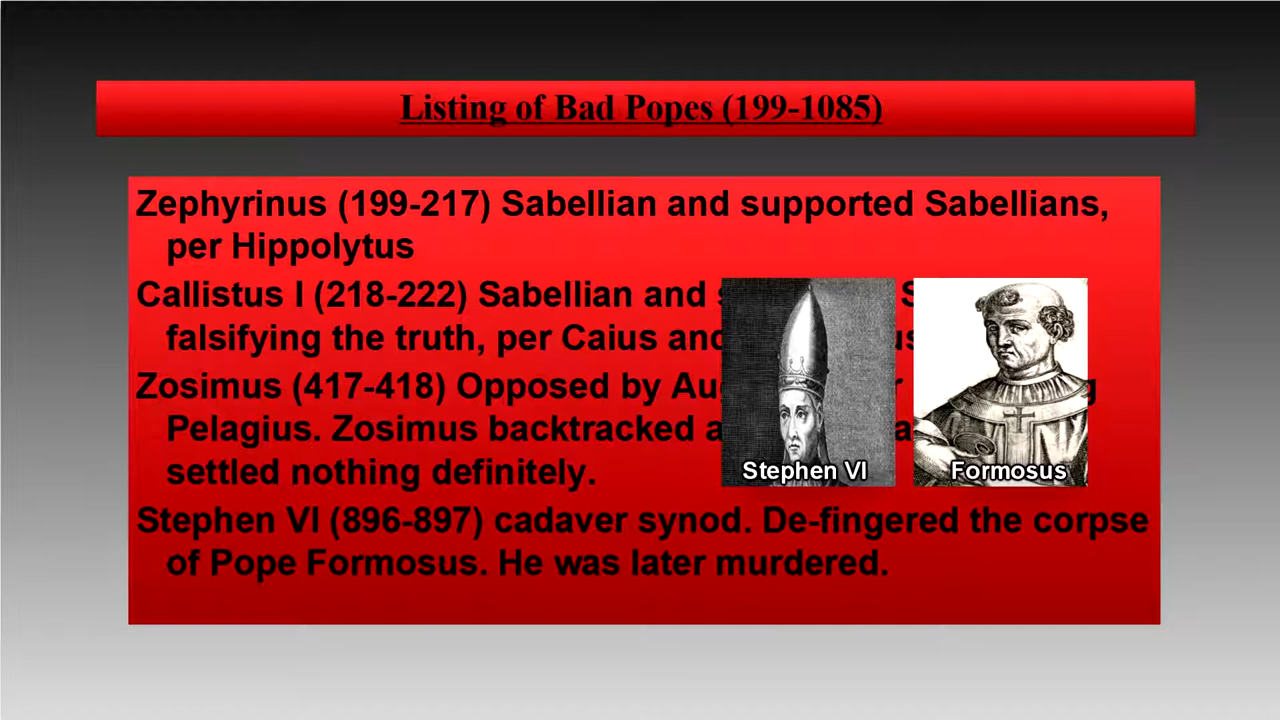 Listing of Bad Popes (199-1085)
Zephyrinus (199-217) Sabellian and supported Sabellians,
per Hippolytus
Callistus I (218-222) Sabellian and
falsifying the truth, per Caius and
Zosimus (417-418) Opposed by
Pelagius. Zosimus backtracked
settled nothing definitely.
Stephen VI
Formosus
Stephen VI (896-897) cadaver synod. De-fingered the corpse
of Pope Formosus. He was later murdered.